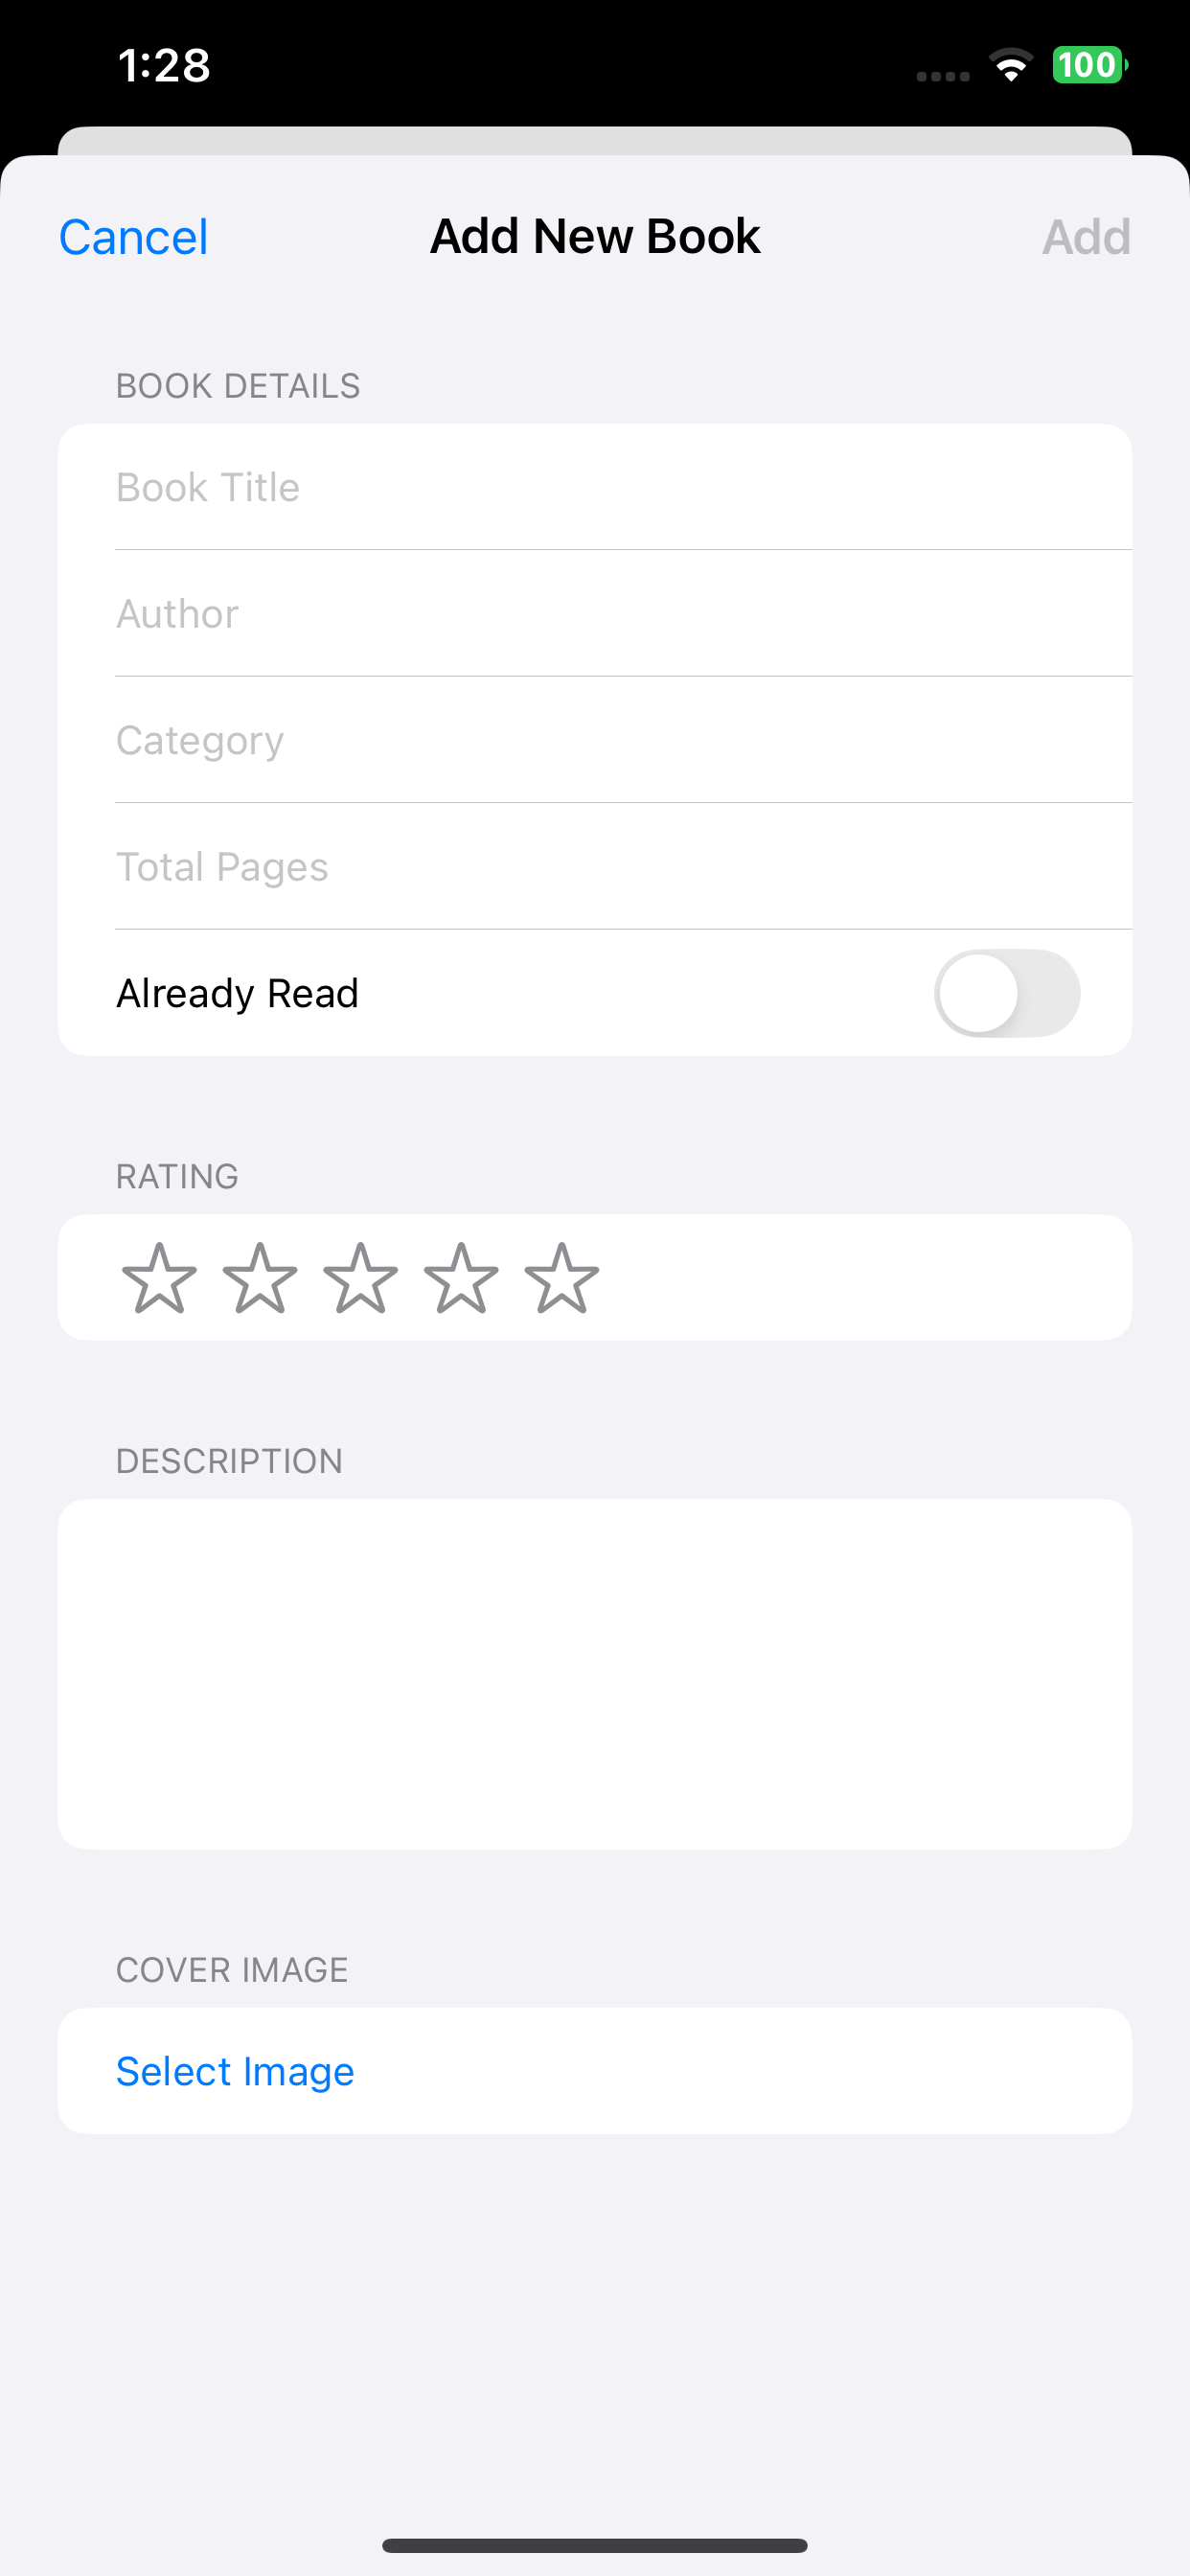 1:28
100
Cancel
Add New Book
Add
BOOK DETAILS
Book Title
Author
Category
Total Pages
Already Read
RATING
DESCRIPTION
COVER IMAGE
Select Image